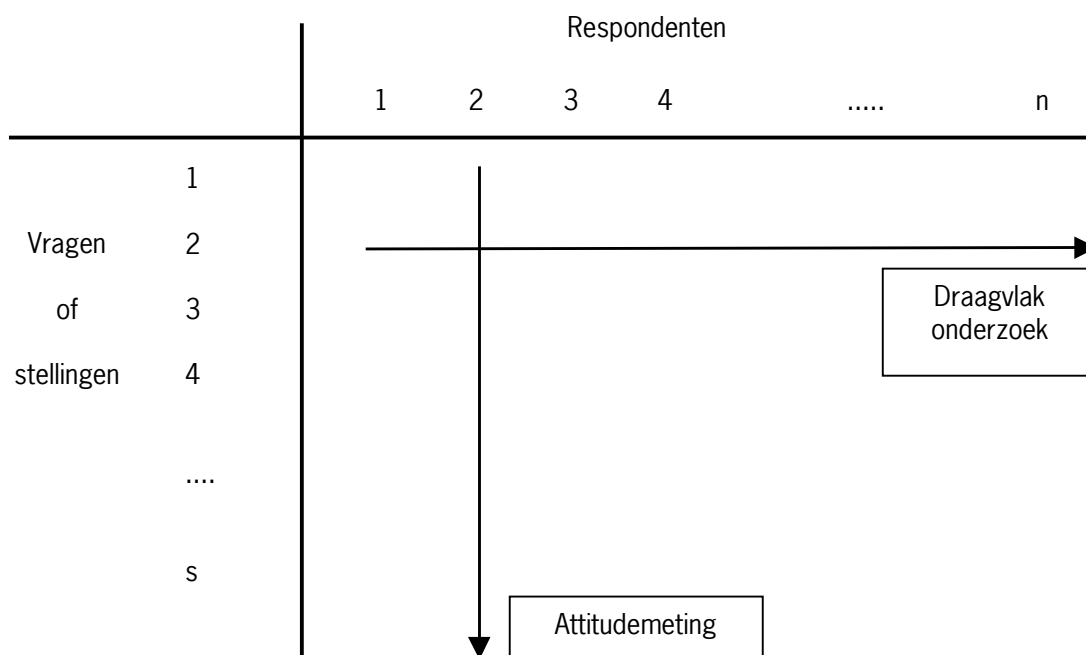 Respondenten
1 2 3 4 ..... n
1
Vragen 2
of 3
Draagvlak
onderzoek
stellingen 4
....
s
Attitudemeting